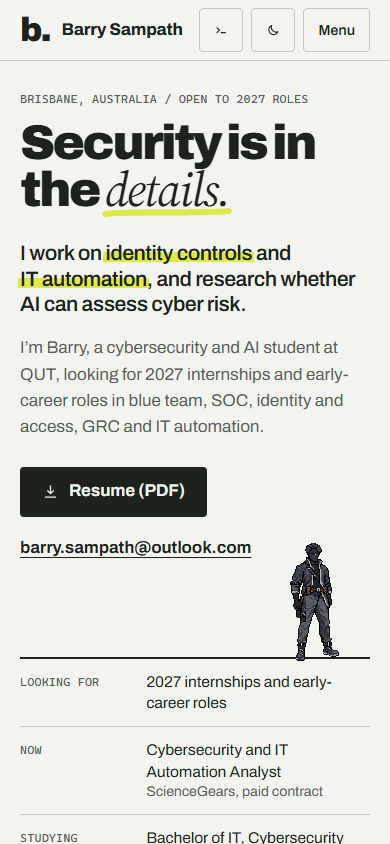 b. Barry Sampath >_ Menu
BRISBANE, AUSTRALIA / OPEN TO 2027 ROLES
Security is in
the details.
I work on identity controls and
IT automation, and research whether
AI can assess cyber risk.
I’m Barry, a cybersecurity and AI student at
QUT, looking for 2027 internships and early-
career roles in blue team, SOC, identity and
access, GRC and IT automation.
Resume (PDF)
barry.sampath@outlook.com
LOOKING FOR 2027 internships and early-
career roles
NOW Cybersecurity and IT
Automation Analyst
ScienceGears, paid contract
STUDYING Bachelor of IT, Cybersecurity